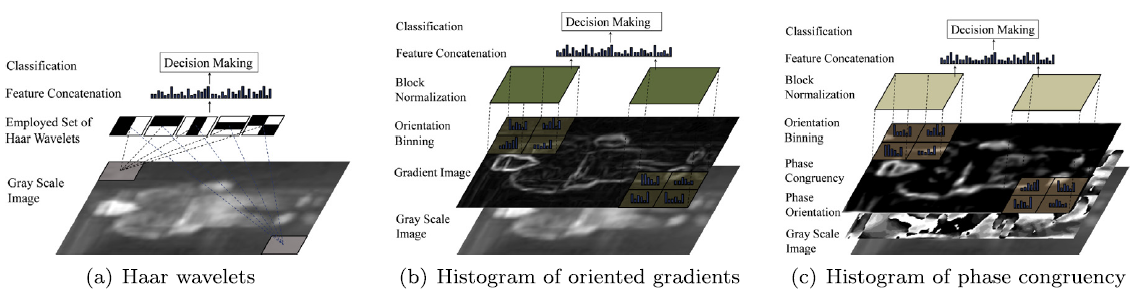 Decision Making
Classification
Feature Concatenation
Employed Set of
Haar Wavelets
Gray Scale
Image
(a) Haar wavelets
Decision Making
Classification
Feature Concatenation
Block
Normalization
Orientation
Binning
Gradient Image
Gray Scale
Image
(b) Histogram of oriented gradients
Decision Making
Classification
Feature Concatenation
Block
Normalization
Orientation
Binning
Phase
Congruency
Phase
Orientation
Gray Scale
Image
(c) Histogram of phase congruency